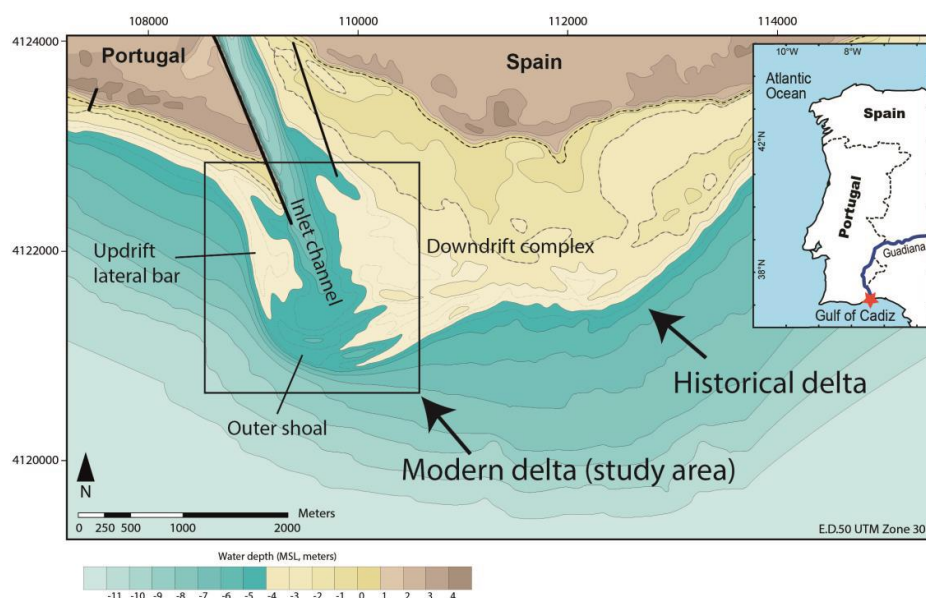 108000 110000 112000 114000
4124000
4122000
4120000
Portugal
Spain
Inlet channel
Updrift
lateral bar
Downdrift complex
Historical delta
Outer shoal
Modern delta (study area)
N
Meters
0 250 500 1000 2000
E.D.50 UTM Zone 30
10°W 8°W
Atlantic
Ocean
Spain
42°N
Portugal
Guadiana
38°N
Gulf of Cadiz
Water depth (MSL, meters)
-11 -10 -9 -8 -7 -6 -5 -4 -3 -2 -1 0 1 2 3 4